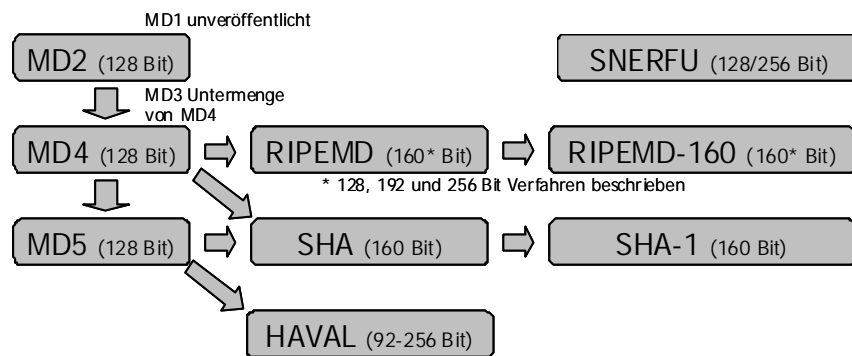 MD1 unveröffentlicht
MD2 (128 Bit)
SNERFU (128/256 Bit)
MD3 Untermenge
von MD4
MD4 (128 Bit)
RIPEMD (160* Bit)
RIPEMD-160 (160* Bit)
* 128, 192 und 256 Bit Verfahren beschrieben
MD5 (128 Bit)
SHA (160 Bit)
SHA-1 (160 Bit)
HAVAL (92-256 Bit)